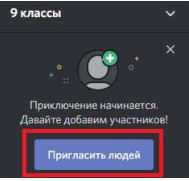 9 классы
Приключение начинается.
Давайте добавим участников!
Пригласить людей